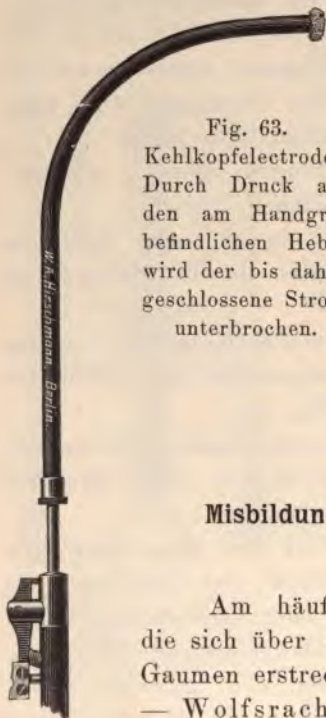 Fig. 63.
Kehlkopfelectrode
Durch Druck a
den am Handgr
befindlichen Heb
wird der bis dah
geschlossene Stro
unterbrochen.
W. A. Hirschmann, Berlin.
Misbildun
Am häuf
die sich über
Gaumen erstrec
— Wolfsrach